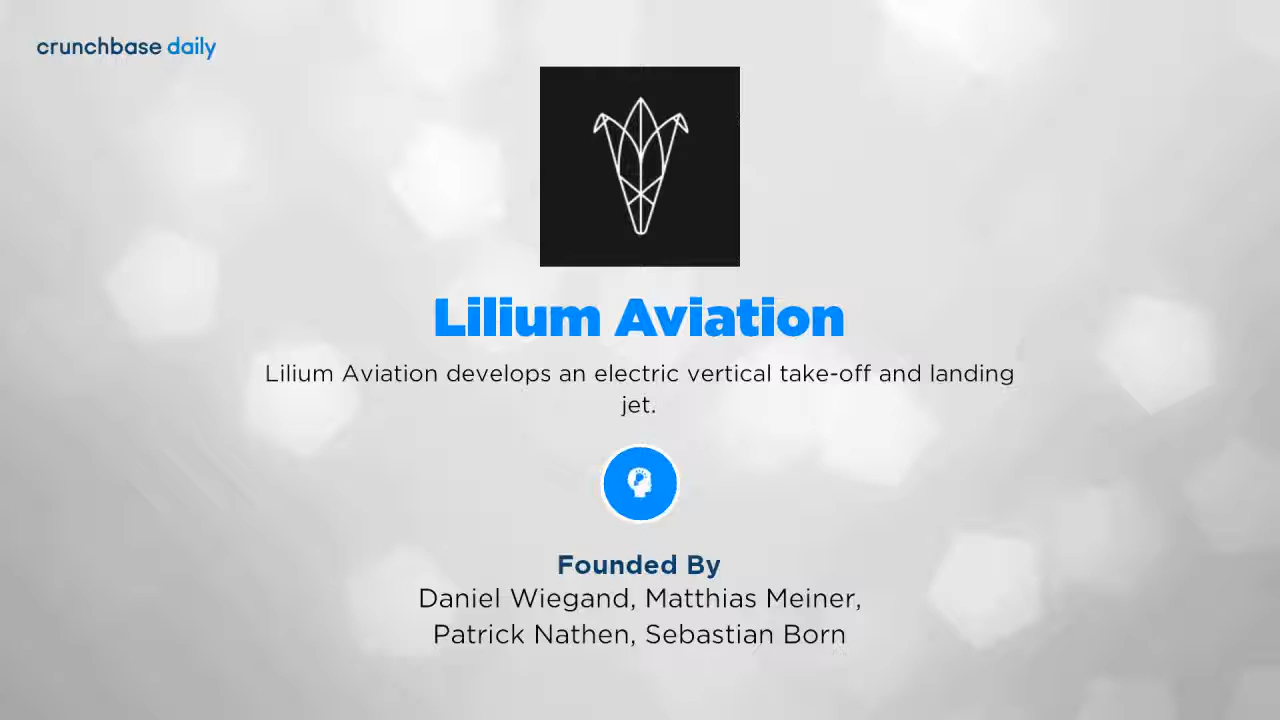 crunchbase daily
Lilium Aviation
Lilium Aviation develops an electric vertical take-off and landing
jet.
Founded By
Daniel Wiegand, Matthias Meiner,
Patrick Nathen, Sebastian Born